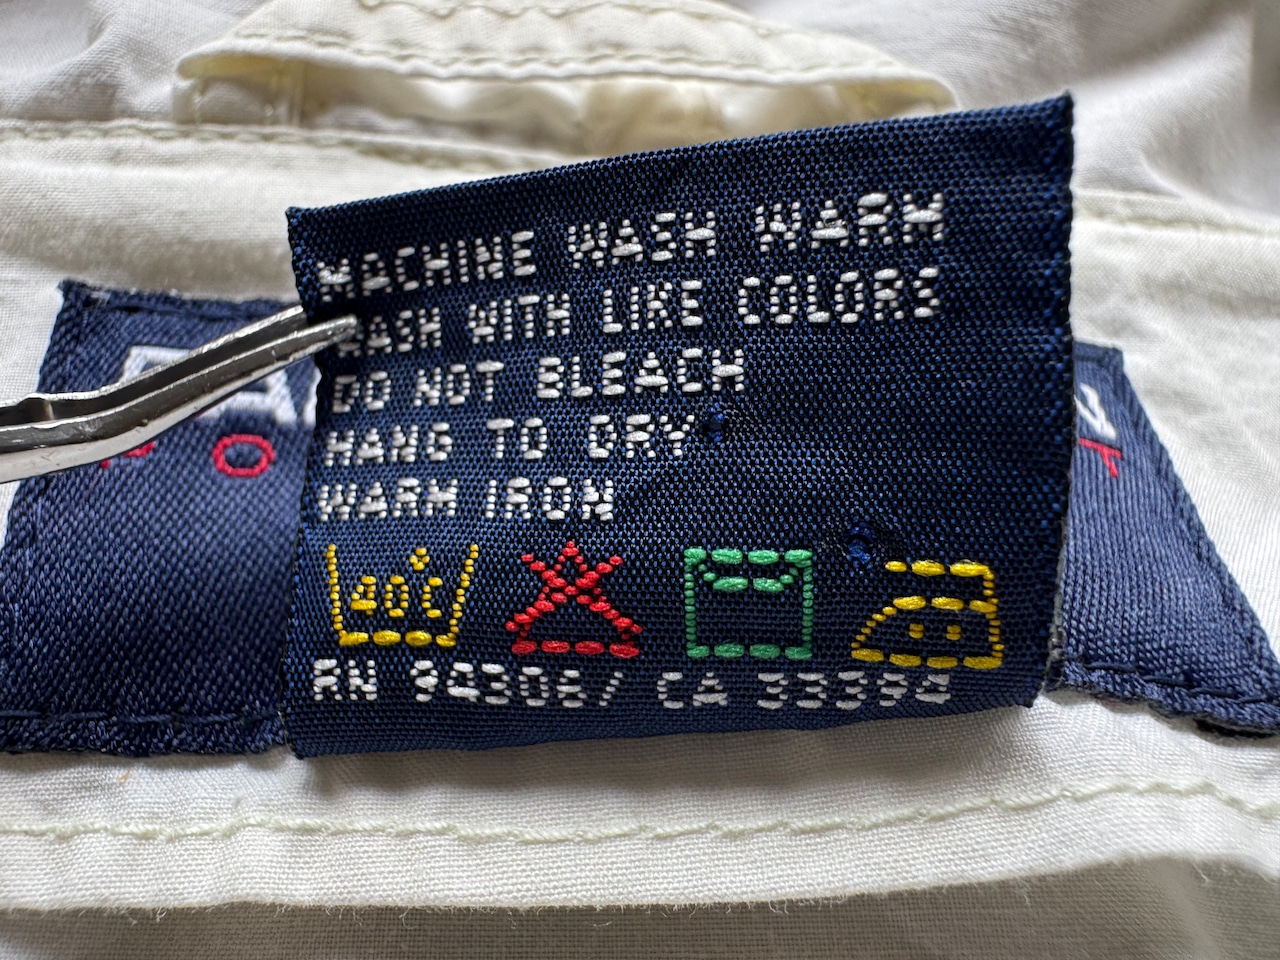 MACHINE WASH WARM
WASH WITH LIKE COLORS
DO NOT BLEACH
HANG TO DRY
WARM IRON
40°C
RN 94306/ CA 33394